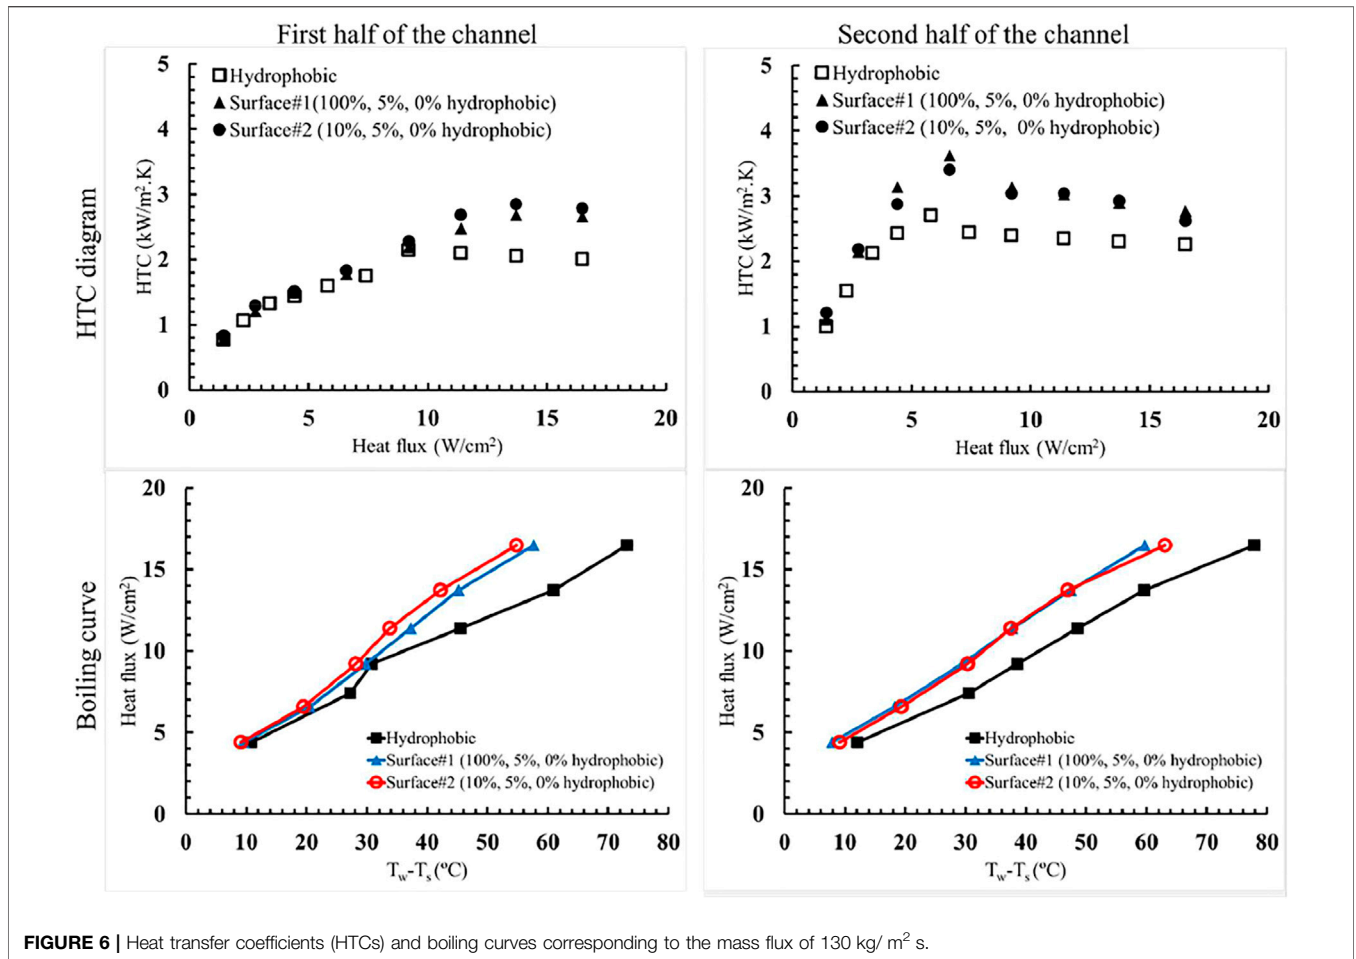 First half of the channel
Second half of the channel
HTC diagram
HTC (kW/m².K)
5
4
3
2
1
0
Hydrophobic
Surface#1(100%, 5%, 0% hydrophobic)
Surface#2 (10%, 5%, 0% hydrophobic)
0 5 10 15 20
Heat flux (W/cm²)
HTC (kW/m².K)
5
4
3
2
1
0
Hydrophobic
Surface#1 (100%, 5%, 0% hydrophobic)
Surface#2 (10%, 5%, 0% hydrophobic)
0 5 10 15 20
Heat flux (W/cm²)
Boiling curve
Heat flux (W/cm²)
20
15
10
5
0
Hydrophobic
Surface#1 (100%, 5%, 0% hydrophobic)
Surface#2 (10%, 5%, 0% hydrophobic)
0 10 20 30 40 50 60 70 80
Tw-Ts (ºC)
Heat flux (W/cm²)
20
15
10
5
0
Hydrophobic
Surface#1 (100%, 5%, 0% hydrophobic)
Surface#2 (10%, 5%, 0% hydrophobic)
0 10 20 30 40 50 60 70 80
Tw-Ts (ºC)
FIGURE 6 | Heat transfer coefficients (HTCs) and boiling curves corresponding to the mass flux of 130 kg/ m² s.